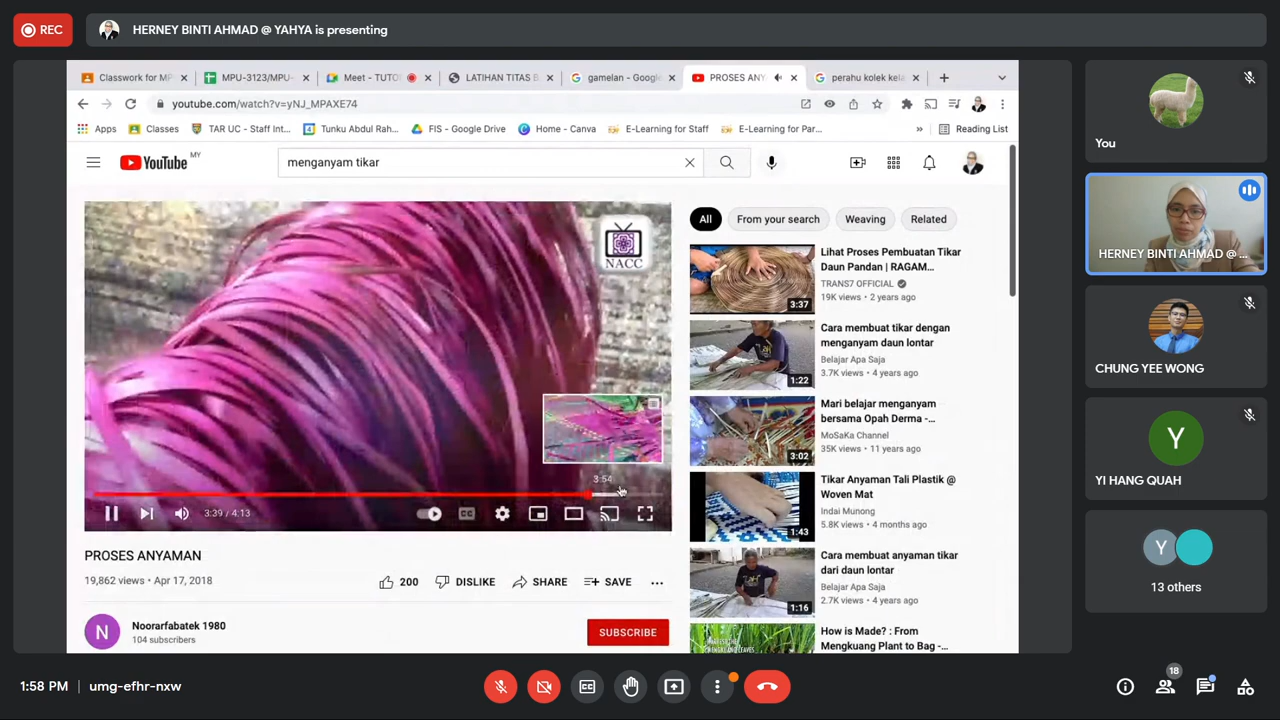 REC
HERNEY BINTI AHMAD @ YAHYA is presenting
Classwork for MP
MPU-3123/MPU-
Meet - TUTO
LATIHAN TITAS B
gamelan - Google
PROSES ANY
perahu kolek kela
youtube.com/watch?v=yNJ_MPAXE74
Apps
Classes
TAR UC - Staff Int...
Tunku Abdul Rah...
FIS - Google Drive
Home - Canva
E-Learning for Staff
E-Learning for Par...
»
Reading List
YouTube MY
menganyam tikar
NACC
3:54
3:39 / 4:13
CC
PROSES ANYAMAN
19,862 views • Apr 17, 2018
200
DISLIKE
SHARE
SAVE
N
Noorarfabatek 1980
104 subscribers
SUBSCRIBE
All
From your search
Weaving
Related
Lihat Proses Pembuatan Tikar
Daun Pandan | RAGAM...
TRANS7 OFFICIAL
19K views • 2 years ago
3:37
Cara membuat tikar dengan
menganyam daun lontar
Belajar Apa Saja
3.7K views • 4 years ago
1:22
Mari belajar menganyam
bersama Opah Derma -...
MoSaKa Channel
35K views • 11 years ago
3:02
Tikar Anyaman Tali Plastik @
Woven Mat
Indai Munong
5.8K views • 4 months ago
1:43
Cara membuat anyaman tikar
dari daun lontar
Belajar Apa Saja
2.7K views • 4 years ago
1:16
How is Made? : From
Mengkuang Plant to Bag -...
You
HERNEY BINTI AHMAD @ ...
CHUNG YEE WONG
Y
YI HANG QUAH
Y
13 others
1:58 PM | umg-efhr-nxw
18